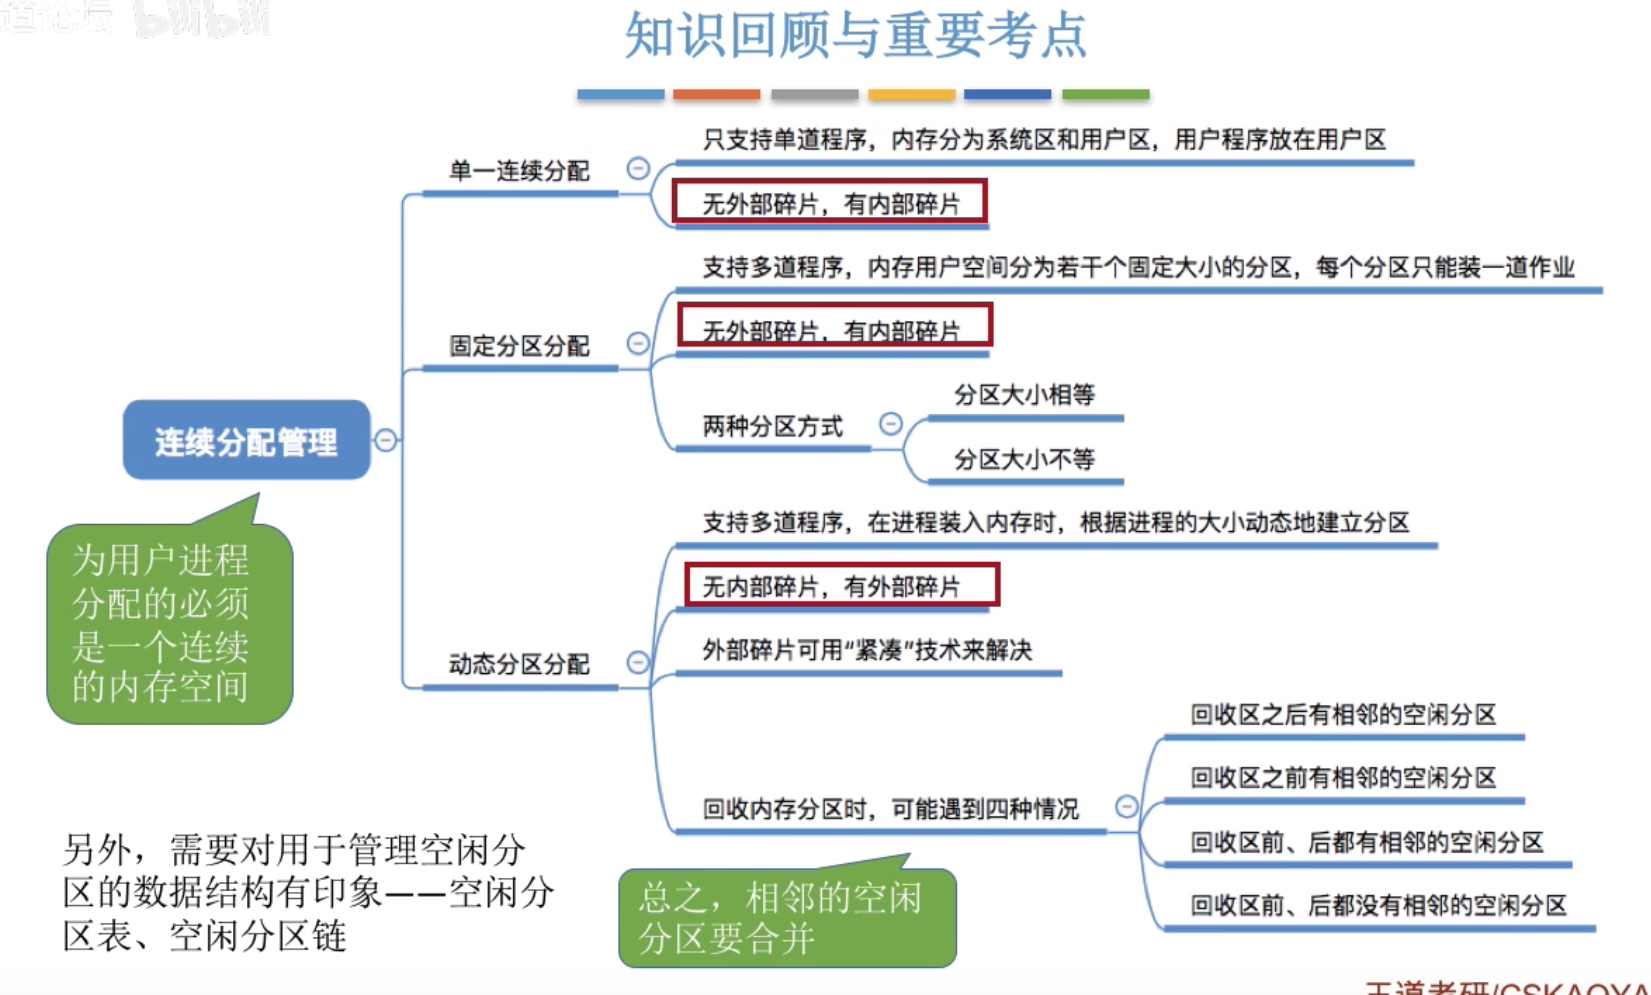 道论坛 bilibili
知识回顾与重要考点
单一连续分配
只支持单道程序，内存分为系统区和用户区，用户程序放在用户区
无外部碎片，有内部碎片
固定分区分配
支持多道程序，内存用户空间分为若干个固定大小的分区，每个分区只能装一道作业
无外部碎片，有内部碎片
两种分区方式
分区大小相等
分区大小不等
连续分配管理
为用户进程
分配的必须
是一个连续
的内存空间
动态分区分配
支持多道程序，在进程装入内存时，根据进程的大小动态地建立分区
无内部碎片，有外部碎片
外部碎片可用“紧凑”技术来解决
回收内存分区时，可能遇到四种情况
回收区之后有相邻的空闲分区
回收区之前有相邻的空闲分区
回收区前、后都有相邻的空闲分区
回收区前、后都没有相邻的空闲分区
总之，相邻的空闲
分区要合并
另外，需要对用于管理空闲分
区的数据结构有印象——空闲分
区表、空闲分区链
王道考研/CSKAOYA